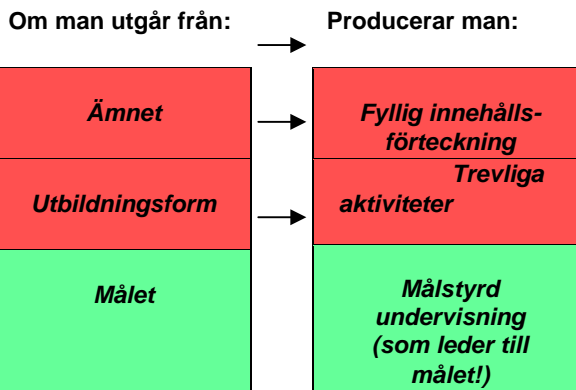 Om man utgår från:
Producerar man:
Ämnet
Fyllig innehålls-
förteckning
Utbildningsform
Trevliga
aktiviteter
Målet
Målstyrd
undervisning
(som leder till
målet!)